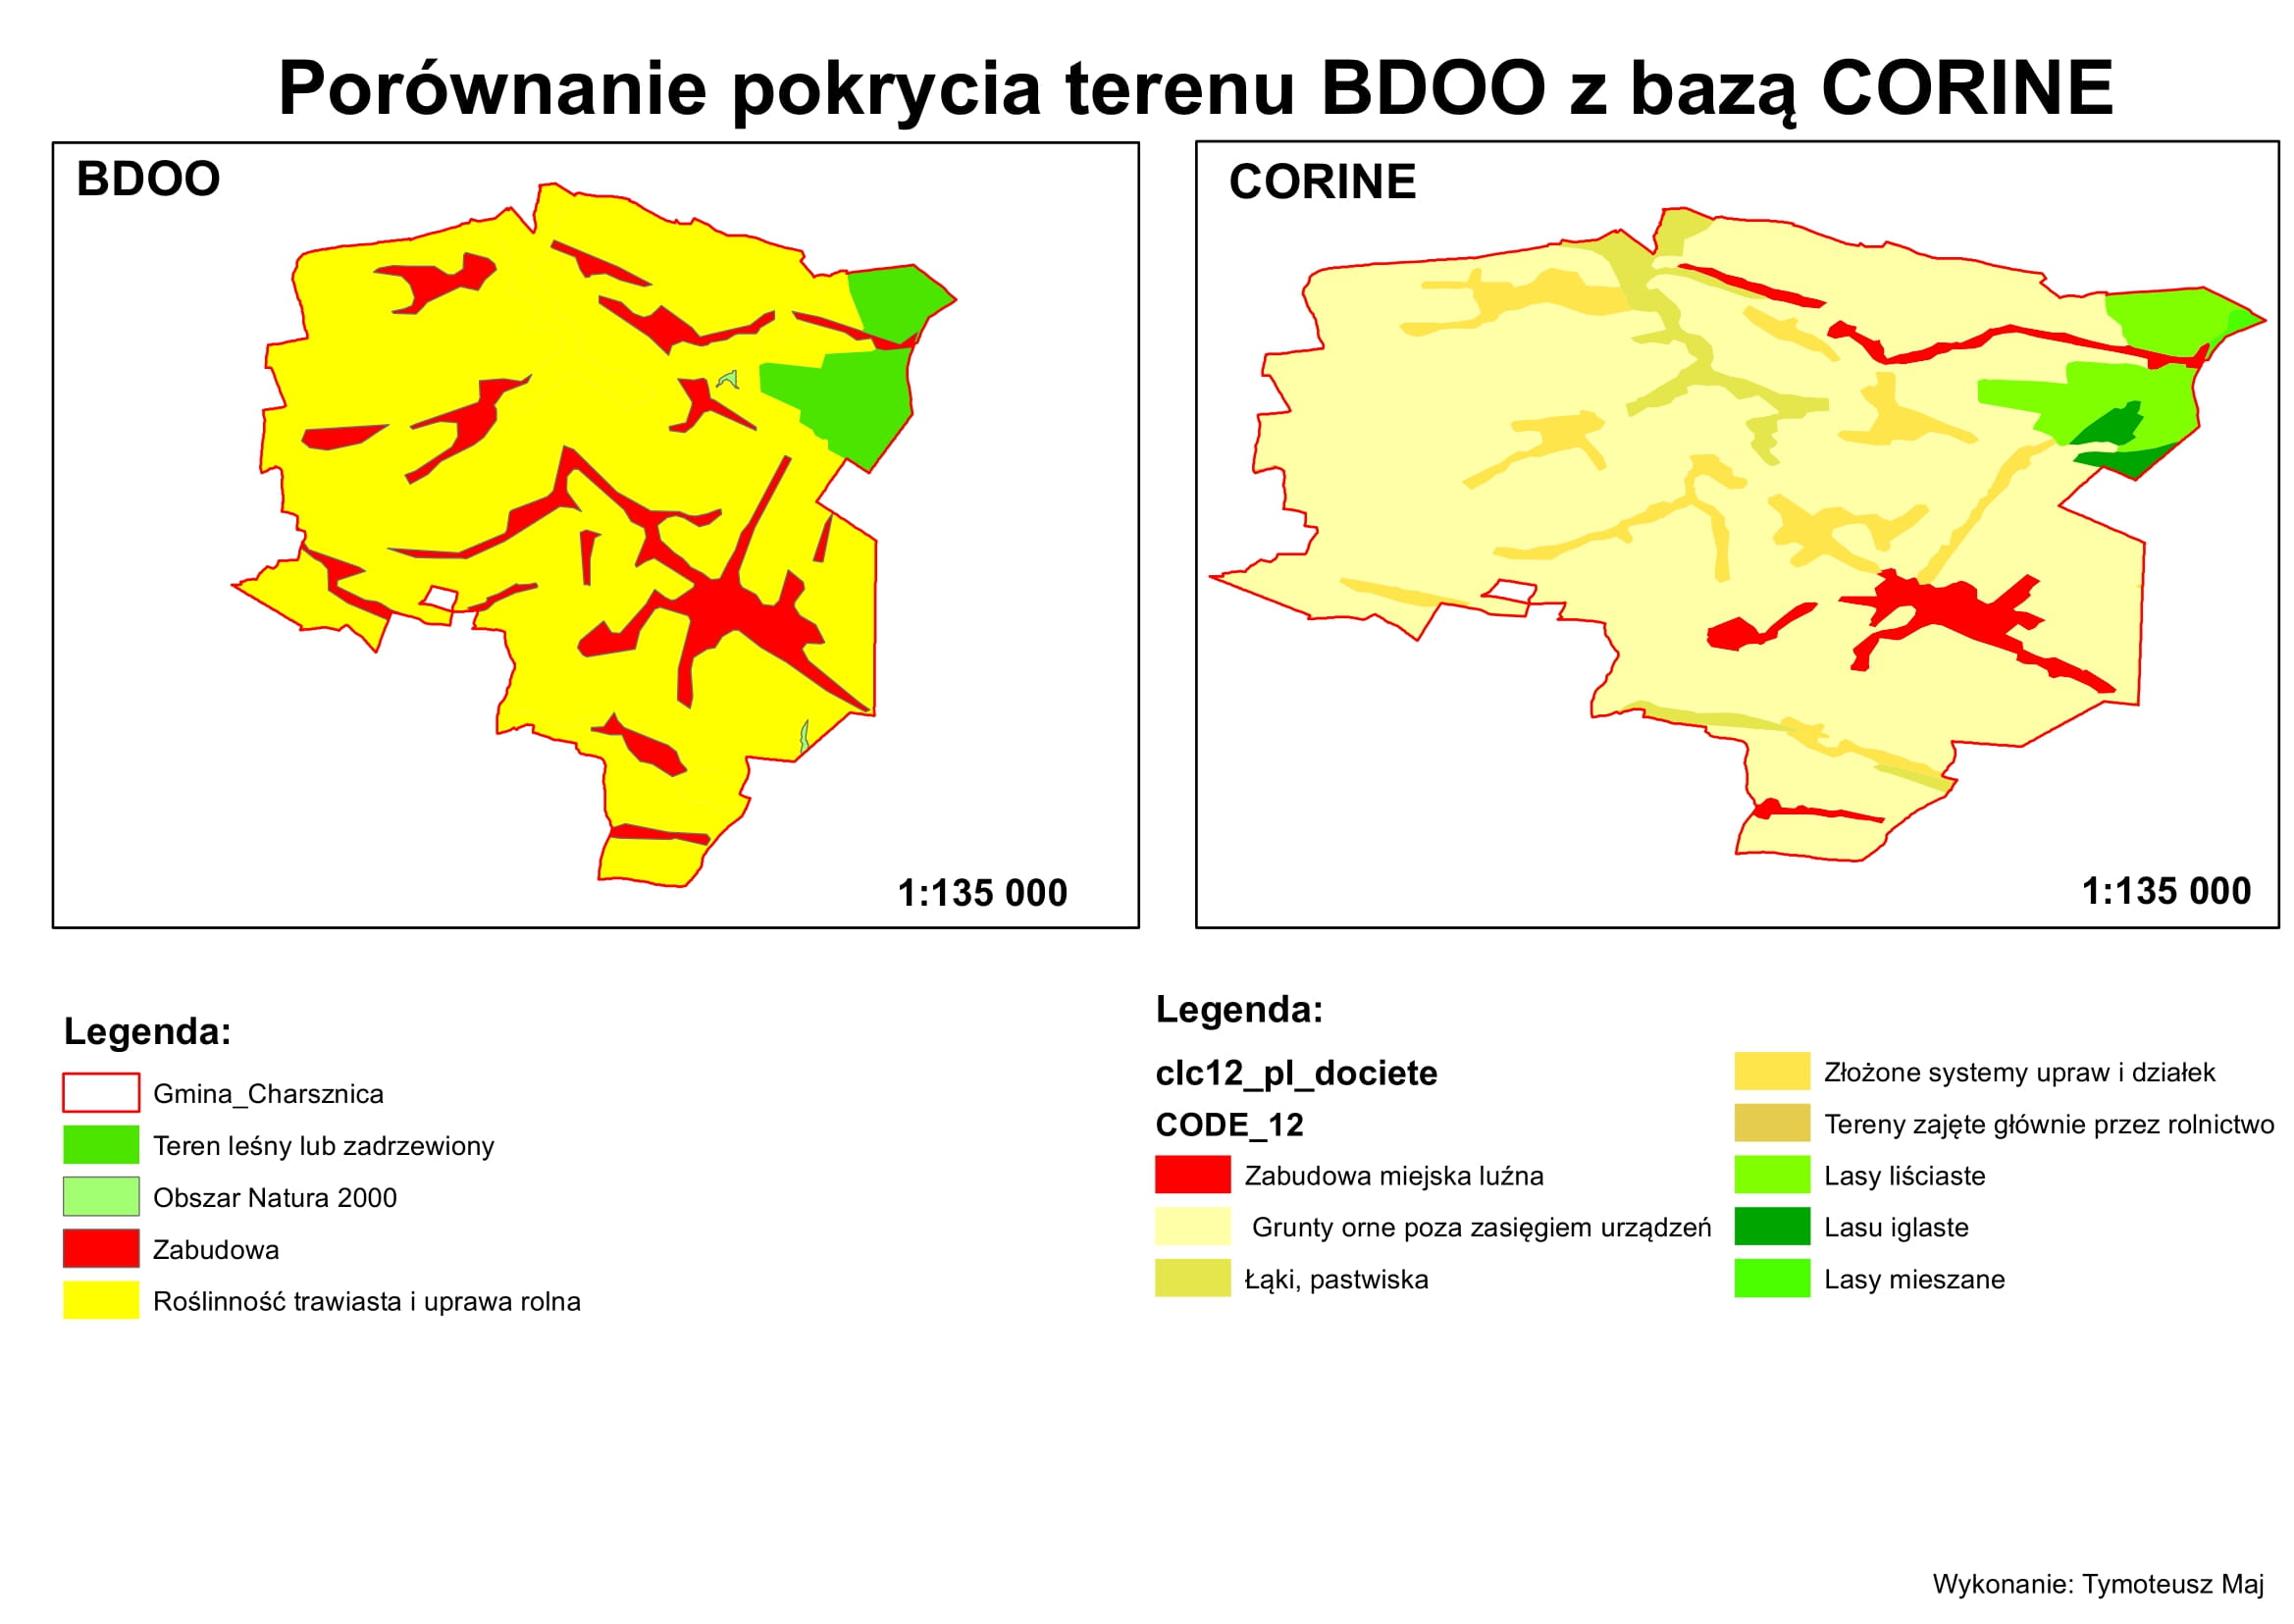 Porównanie pokrycia terenu BDOO z bazą CORINE
BDOO
1:135 000
CORINE
1:135 000
Legenda:
Gmina_Charsznica
Teren leśny lub zadrzewiony
Obszar Natura 2000
Zabudowa
Roślinność trawiasta i uprawa rolna
Legenda:
clc12_pl_dociete
CODE_12
Zabudowa miejska luźna
Grunty orne poza zasięgiem urządzeń
Łąki, pastwiska
Złożone systemy upraw i działek
Tereny zajęte głównie przez rolnictwo
Lasy liściaste
Lasu iglaste
Lasy mieszane
Wykonanie: Tymoteusz Maj